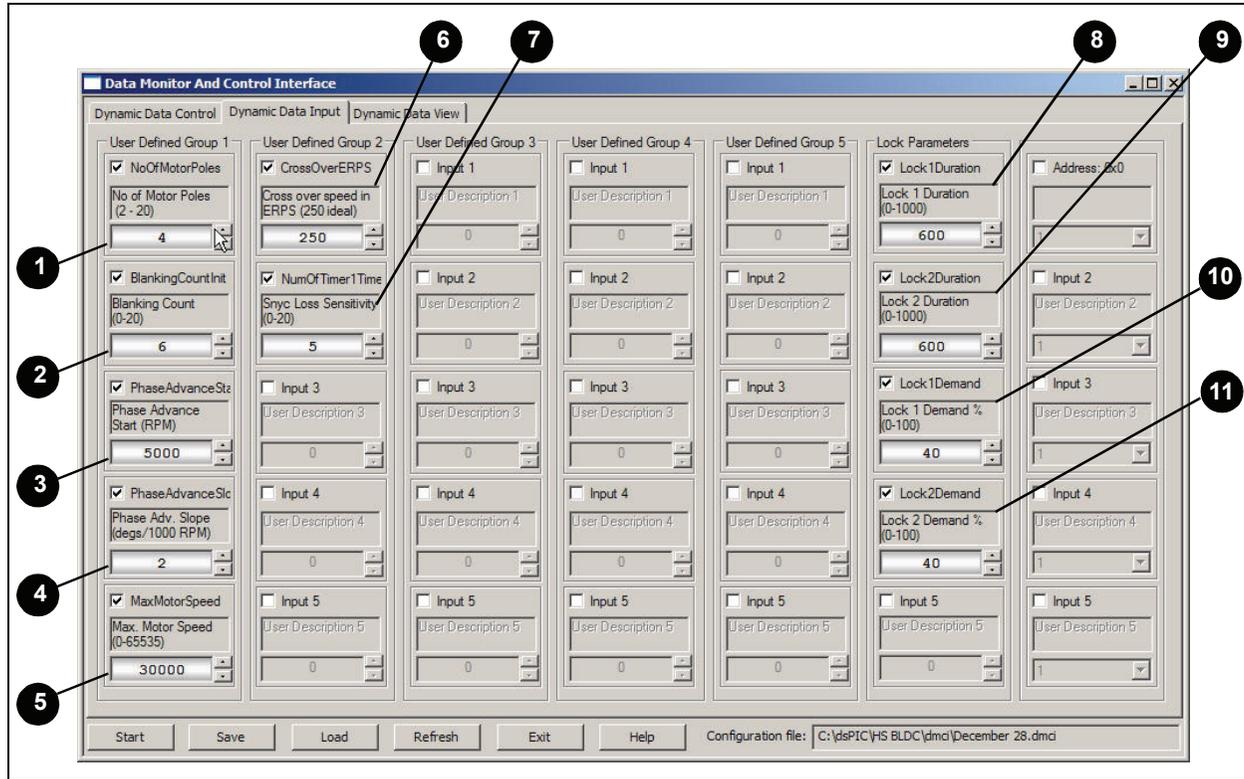 6
7
8
9
Data Monitor And Control Interface
Dynamic Data Control
Dynamic Data Input
Dynamic Data View
User Defined Group 1
NoOfMotorPoles
No of Motor Poles
(2 - 20)
4
1
BlankingCountInit
Blanking Count
(0-20)
6
2
PhaseAdvanceSta
Phase Advance
Start (RPM)
5000
3
PhaseAdvanceSlo
Phase Adv. Slope
(degs/1000 RPM)
2
4
MaxMotorSpeed
Max. Motor Speed
(0-65535)
30000
5
User Defined Group 2
CrossOverERPS
Cross over speed in
ERPS (250 ideal)
250
NumOfTimer1Time
Snyc Loss Sensitivity
(0-20)
5
Input 3
User Description 3
0
Input 4
User Description 4
0
Input 5
User Description 5
0
User Defined Group 3
Input 1
User Description 1
0
Input 2
User Description 2
0
Input 3
User Description 3
0
Input 4
User Description 4
0
Input 5
User Description 5
0
User Defined Group 4
Input 1
User Description 1
0
Input 2
User Description 2
0
Input 3
User Description 3
0
Input 4
User Description 4
0
Input 5
User Description 5
0
User Defined Group 5
Input 1
User Description 1
0
Input 2
User Description 2
0
Input 3
User Description 3
0
Input 4
User Description 4
0
Input 5
User Description 5
0
Lock Parameters
Lock1Duration
Lock 1 Duration
(0-1000)
600
Lock2Duration
Lock 2 Duration
(0-1000)
600
Lock1Demand
Lock 1 Demand %
(0-100)
40
Lock2Demand
Lock 2 Demand %
(0-100)
40
Input 5
User Description 5
0
Address: 0x0
1
Input 2
User Description 2
1
Input 3
User Description 3
1
Input 4
User Description 4
1
Input 5
User Description 5
1
10
11
Start
Save
Load
Refresh
Exit
Help
Configuration file: C:\dsPIC\HS BLDC\dmci\December 28.dmci